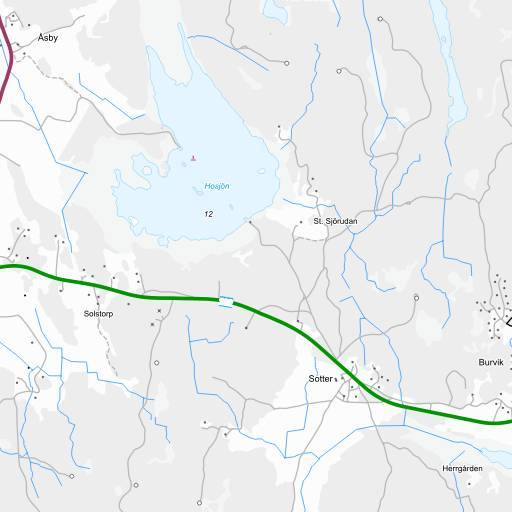 Åsby
Hosjön
12
St. Sjörudan
Solstorp
Burvik
Sotter
Herrgården